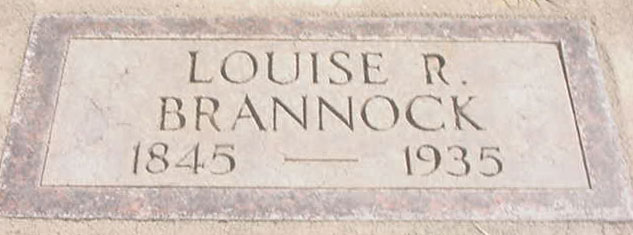 LOUISE R.
BRANNOCK
1845 — 1935